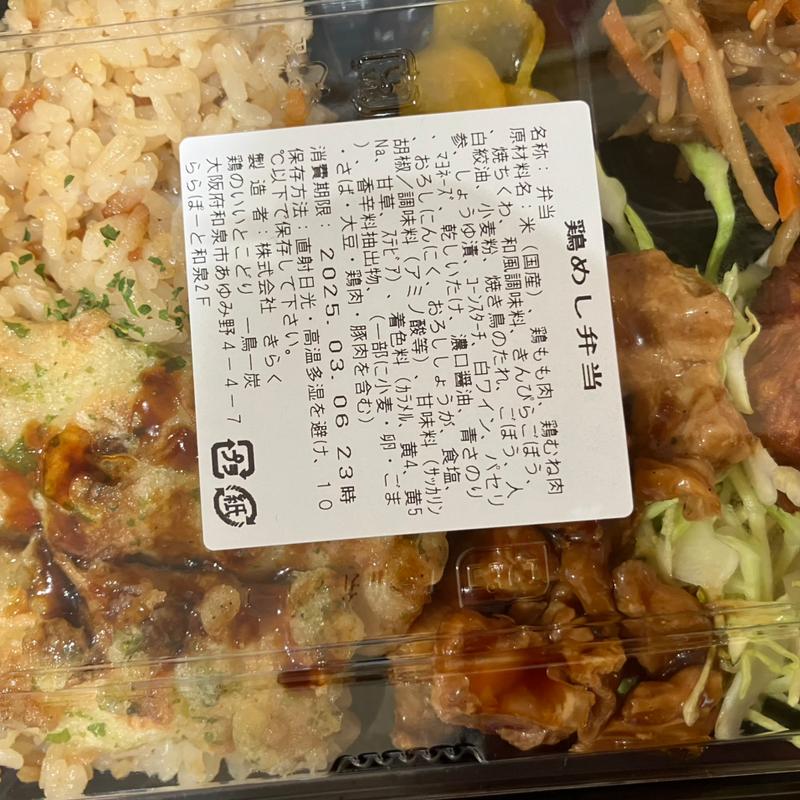 鶏めし弁当
名称：弁当
原材料名：米（国産）、鶏もも肉、鶏むね肉
、焼ちくわ、和風調味料、きんぴらごぼう、
白絞油、小麦粉、焼き鳥のたれ、ごぼう、人
参、しょうゆ漬、コーンスターチ、白ワイン、パセリ
、マヨネーズ、乾しいたけ、濃口醤油、青さのり
、おろしにんにく、おろししょうが、食塩、
胡椒／調味料（アミノ酸等）、甘味料（サッカリン
Na、甘草、ステビア）、着色料（カラメル、黄4、黄5
）、香辛料抽出物、（一部に小麦・卵・ごま
・さば・大豆・鶏肉・豚肉を含む）
消費期限：２０２５．０３．０６ ２３時
保存方法：直射日光・高温多湿を避け、１０
℃以下で保存して下さい。
製造者：株式会社 きらく
鶏のいいとこどり 一鳥一炭
大阪府和泉市あゆみ野４－４－７
ららぽーと和泉２Ｆ
プラ
紙